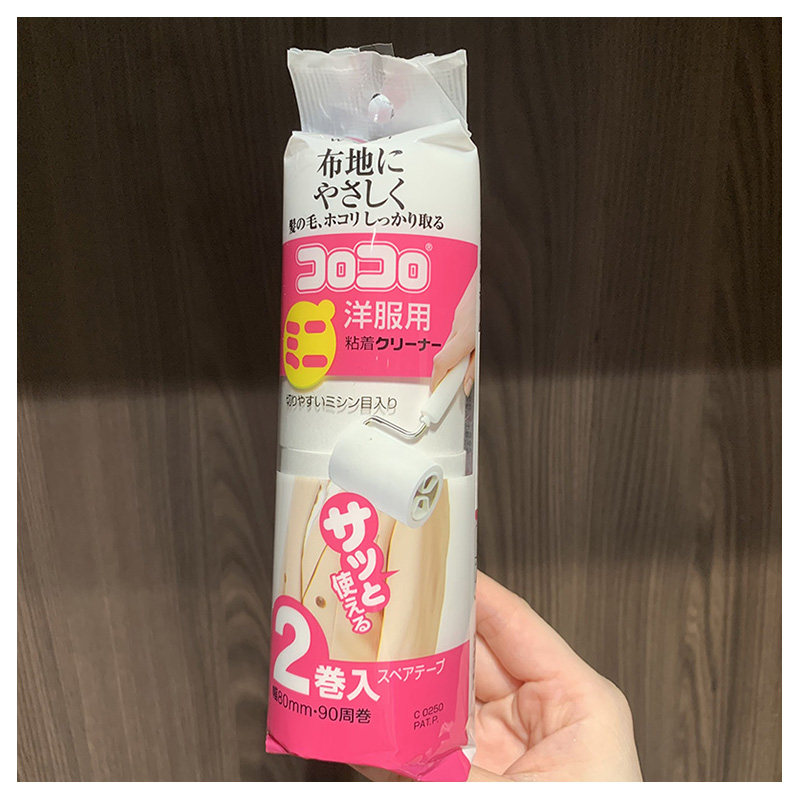 布地に
やさしく
髪の毛、ホコリしっかり取る
コロコロ®
ミニ
洋服用
粘着クリーナー
切りやすいミシン目入り
サッと
使える
2巻入
スペアテープ
幅80mm・90周巻
C 0250
PAT.P.